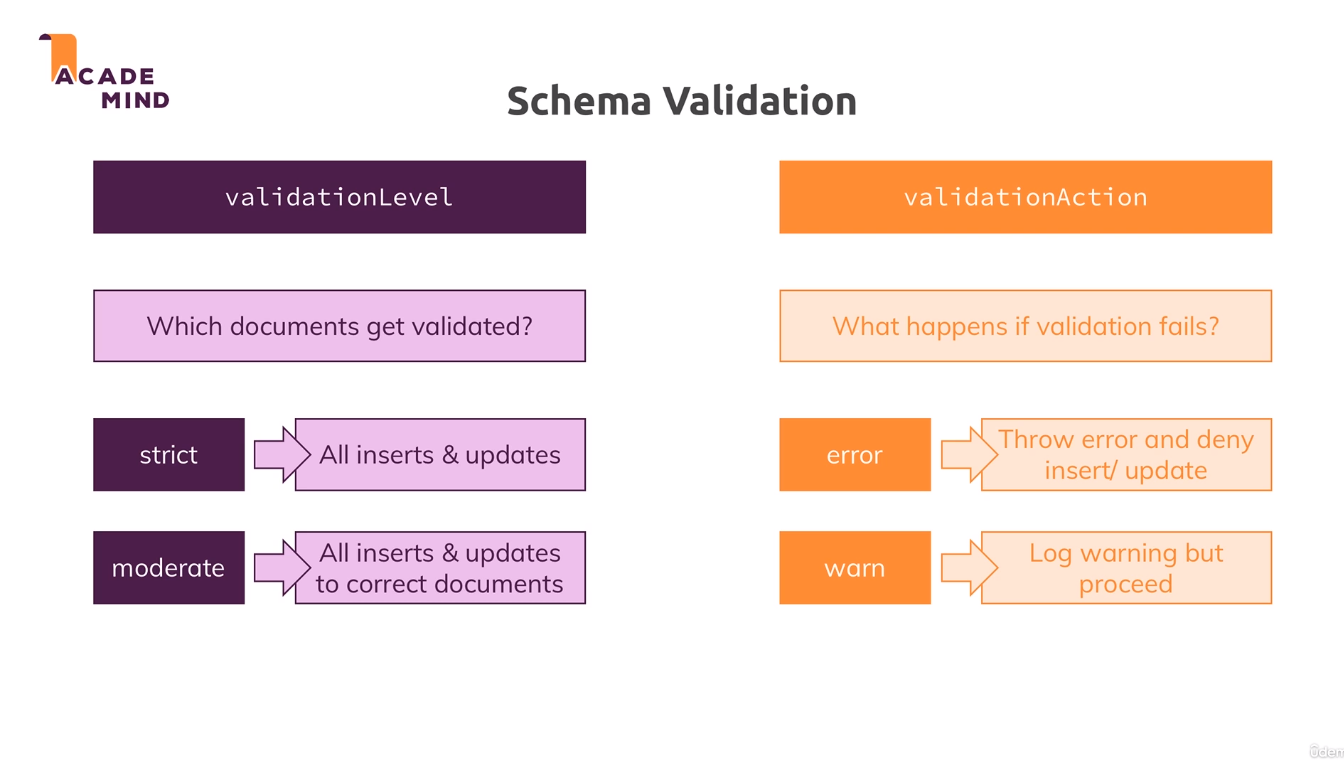 ACADE
MIND
Schema Validation
validationLevel
validationAction
Which documents get validated?
What happens if validation fails?
strict
All inserts & updates
error
Throw error and deny
insert/ update
moderate
All inserts & updates
to correct documents
warn
Log warning but
proceed